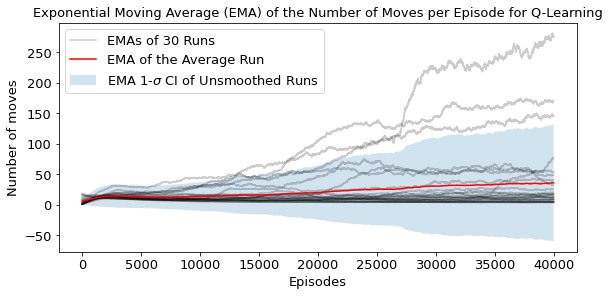 Exponential Moving Average (EMA) of the Number of Moves per Episode for Q-Learning
EMAs of 30 Runs
EMA of the Average Run
EMA 1-σ CI of Unsmoothed Runs
Number of moves
250
200
150
100
50
0
−50
0 5000 10000 15000 20000 25000 30000 35000 40000
Episodes